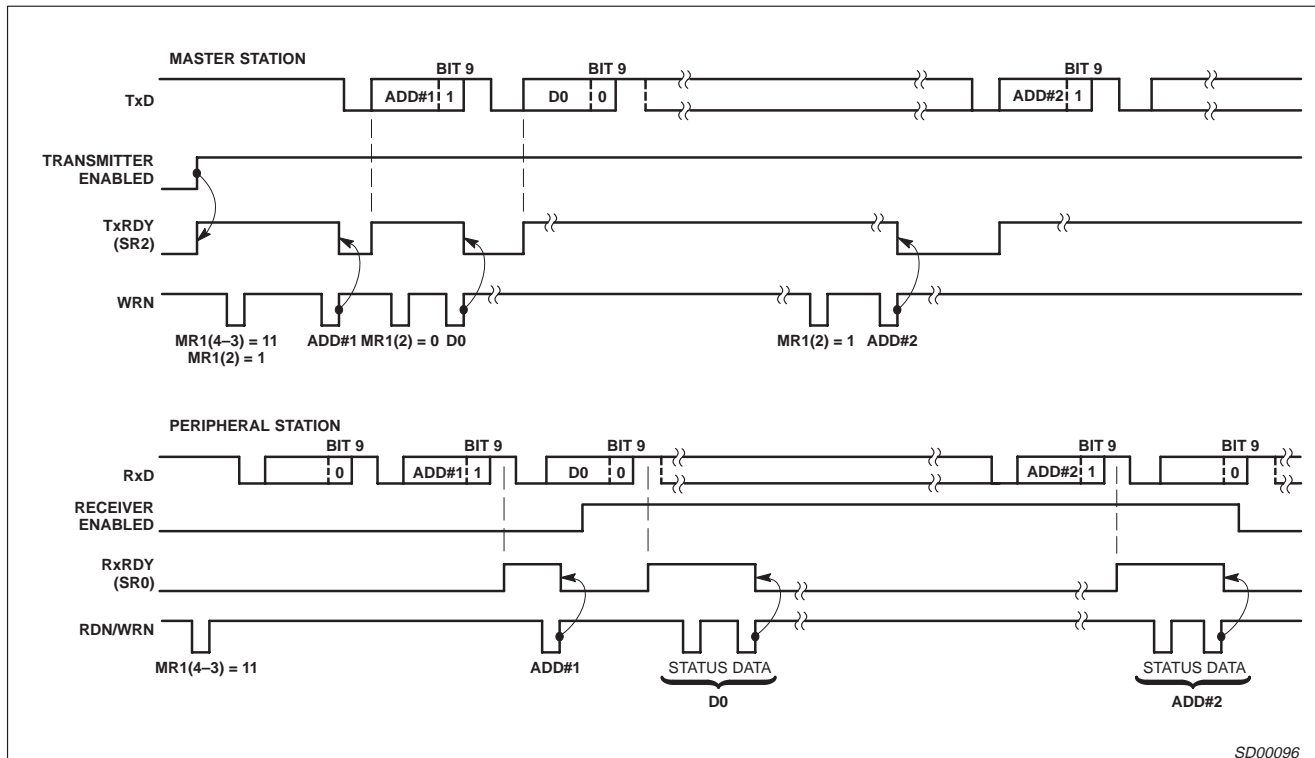 MASTER STATION
BIT 9 BIT 9 BIT 9
TxD ADD#1 1 D0 0 ADD#2 1
TRANSMITTER
ENABLED
TxRDY
(SR2)
WRN
MR1(4–3) = 11 ADD#1 MR1(2) = 0 D0 MR1(2) = 1 ADD#2
MR1(2) = 1
PERIPHERAL STATION
BIT 9 BIT 9 BIT 9 BIT 9 BIT 9
RxD 0 ADD#1 1 D0 0 ADD#2 1 0
RECEIVER
ENABLED
RxRDY
(SR0)
RDN/WRN
MR1(4–3) = 11 ADD#1 STATUS DATA STATUS DATA
D0 ADD#2
SD00096